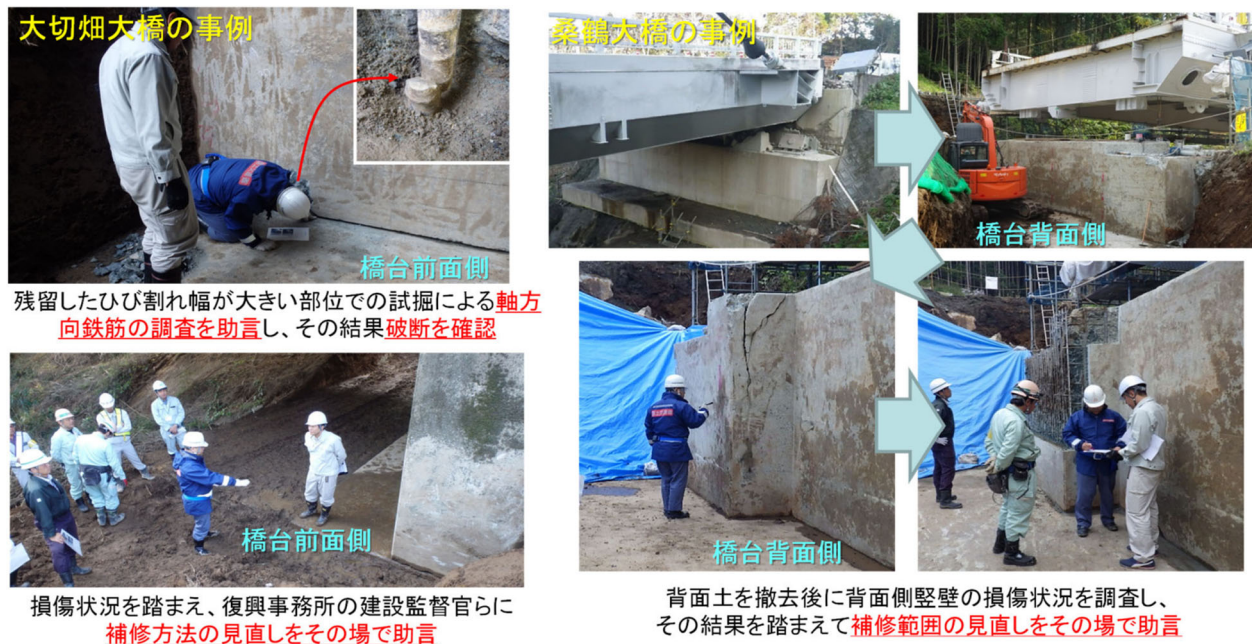 大切畑大橋の事例
橋台前面側
残留したひび割れ幅が大きい部位での試掘による軸方
向鉄筋の調査を助言し、その結果破断を確認
橋台前面側
損傷状況を踏まえ、復興事務所の建設監督官らに
補修方法の見直しをその場で助言
桑鶴大橋の事例
橋台背面側
橋台背面側
背面土を撤去後に背面側竪壁の損傷状況を調査し、
その結果を踏まえて補修範囲の見直しをその場で助言